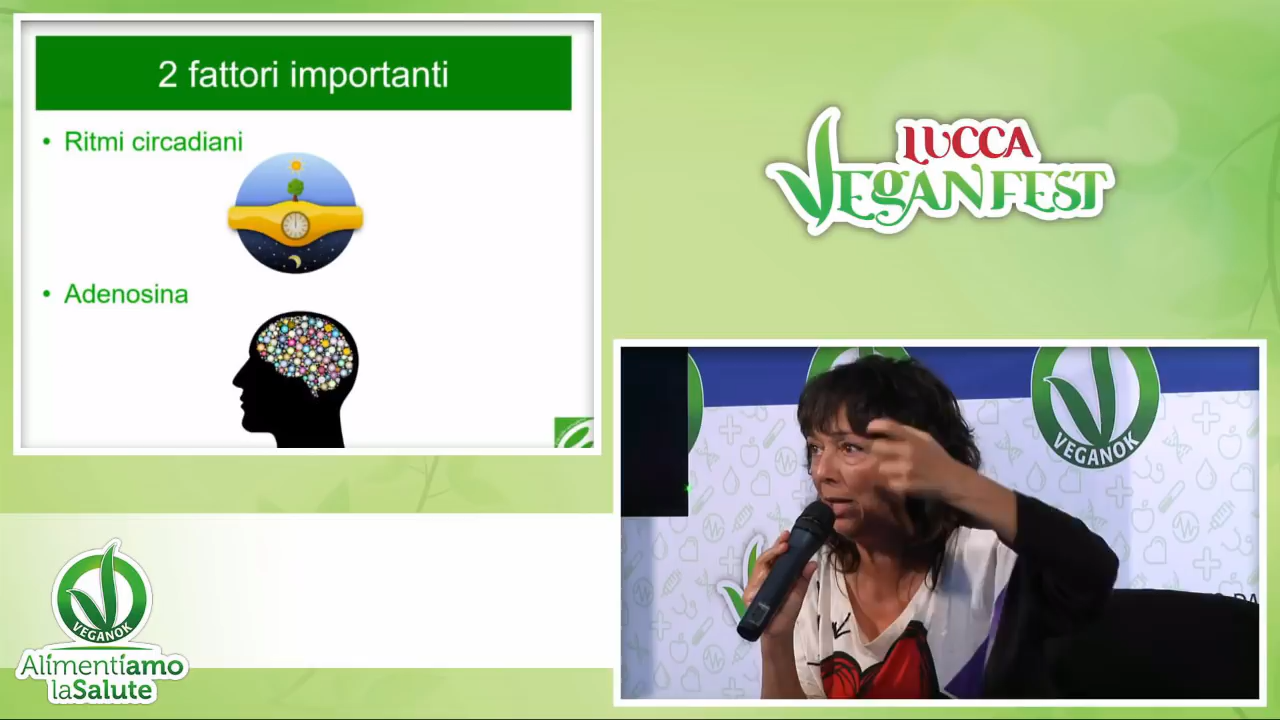 2 fattori importanti
• Ritmi circadiani
• Adenosina
LUCCA
VEGANFEST
VEGANOK
VEGANOK
Alimentiamo
laSalute